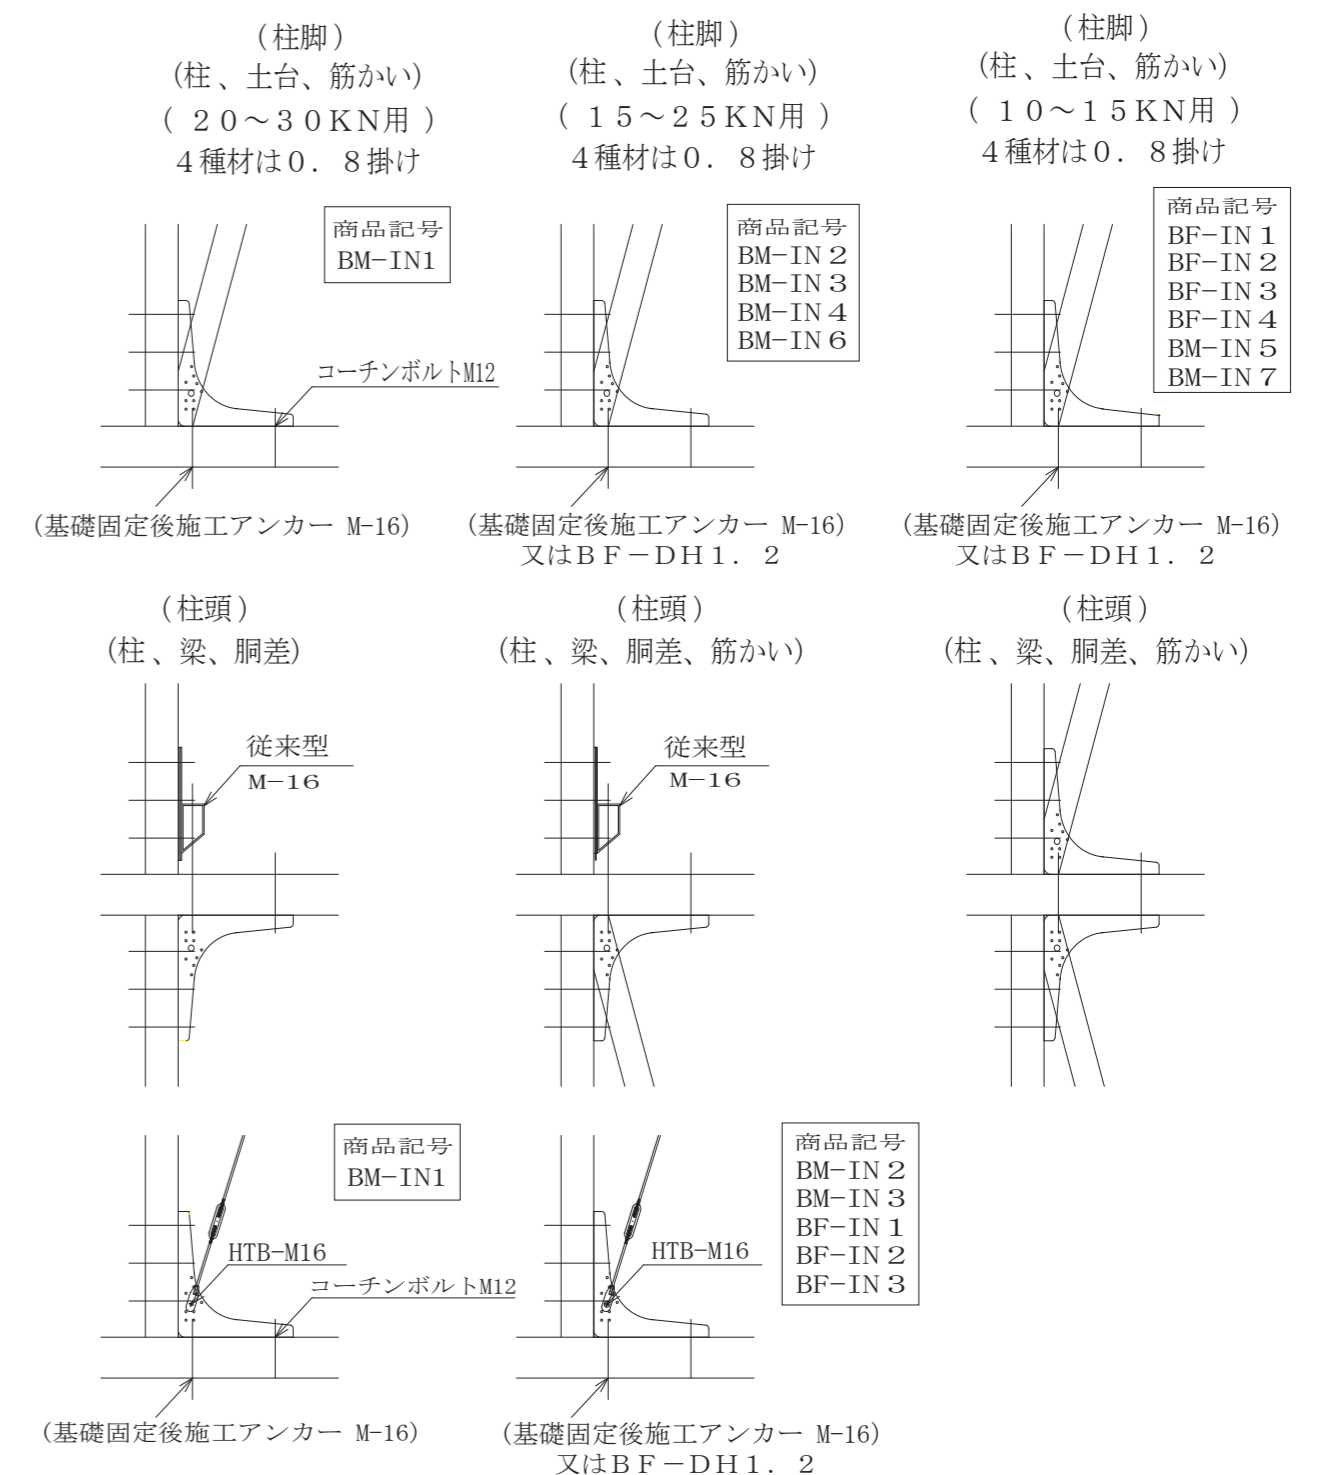 (柱脚)
(柱、土台、筋かい)
( 20～30KN用 )
4種材は0. 8掛け
商品記号
BM-IN1
コーチンボルトM12
(基礎固定後施工アンカー M-16)
(柱脚)
(柱、土台、筋かい)
( 15～25KN用 )
4種材は0. 8掛け
商品記号
BM-IN2
BM-IN3
BM-IN4
BM-IN6
(基礎固定後施工アンカー M-16)
又はBF-DH1. 2
(柱脚)
(柱、土台、筋かい)
( 10～15KN用 )
4種材は0. 8掛け
商品記号
BF-IN1
BF-IN2
BF-IN3
BF-IN4
BM-IN5
BM-IN7
(基礎固定後施工アンカー M-16)
又はBF-DH1. 2
(柱頭)
(柱、梁、胴差)
従来型
M-16
(柱頭)
(柱、梁、胴差、筋かい)
従来型
M-16
(柱頭)
(柱、梁、胴差、筋かい)
商品記号
BM-IN1
HTB-M16
コーチンボルトM12
(基礎固定後施工アンカー M-16)
商品記号
BM-IN2
BM-IN3
BF-IN1
BF-IN2
BF-IN3
HTB-M16
(基礎固定後施工アンカー M-16)
又はBF-DH1. 2